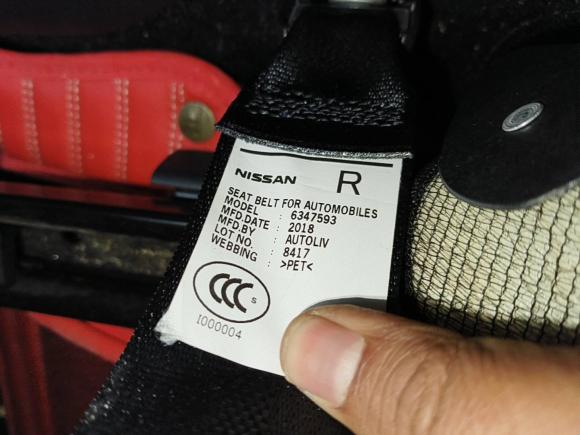 NISSAN R
SEAT BELT FOR AUTOMOBILES
MODEL : 6347593
MFD.DATE : 2018
MFD.BY : AUTOLIV
LOT NO. : 8417
WEBBING : >PET<
CCC S
I000004